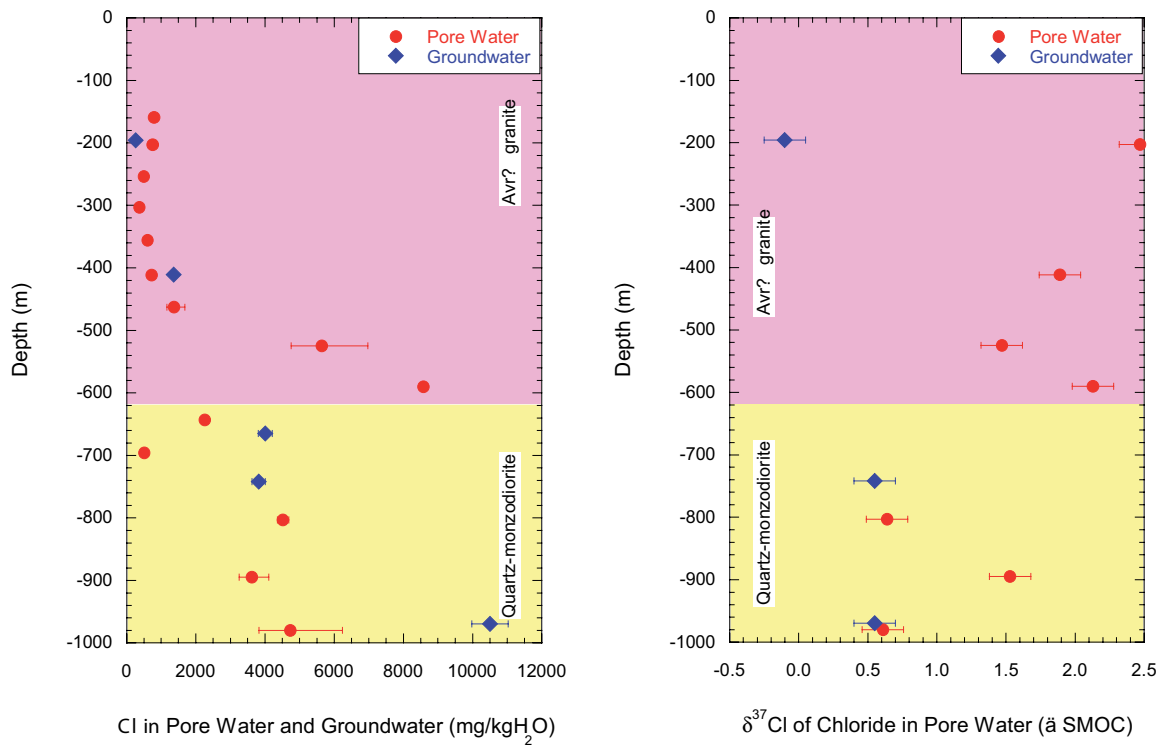 0
-100
-200
-300
-400
-500
-600
-700
-800
-900
-1000
0 2000 4000 6000 8000 10000 12000
Depth (m)
Pore Water
Groundwater
Avr? granite
Quartz-monzodiorite
Cl in Pore Water and Groundwater (mg/kgH2O)
0
-100
-200
-300
-400
-500
-600
-700
-800
-900
-1000
-0.5 0.0 0.5 1.0 1.5 2.0 2.5
Depth (m)
Pore Water
Groundwater
Avr? granite
Quartz-monzodiorite
δ37Cl of Chloride in Pore Water (ä SMOC)